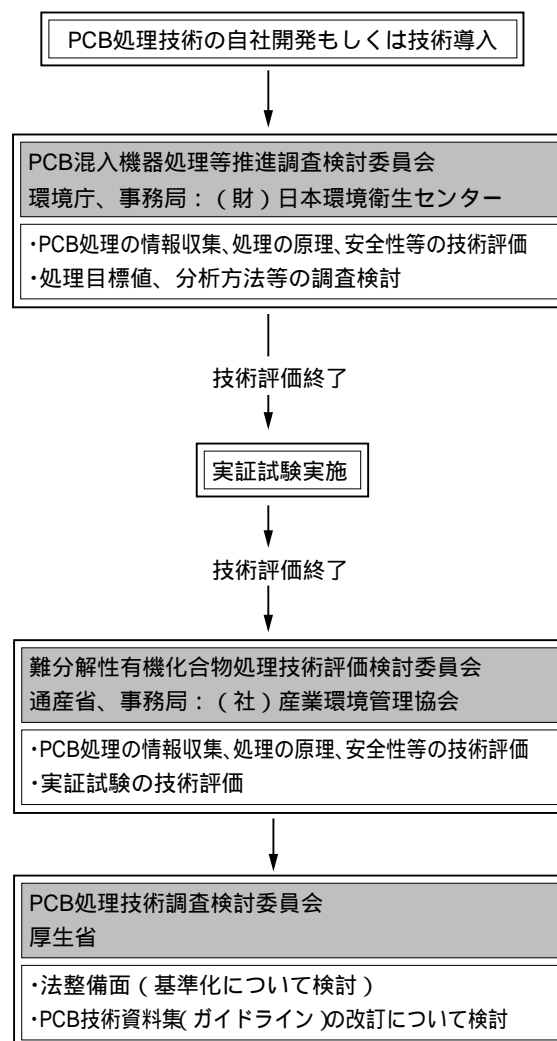 PCB処理技術の自社開発もしくは技術導入
PCB混入機器処理等推進調査検討委員会
環境庁、事務局：（財）日本環境衛生センター
・PCB処理の情報収集、処理の原理、安全性等の技術評価
・処理目標値、分析方法等の調査検討
技術評価終了
実証試験実施
技術評価終了
難分解性有機化合物処理技術評価検討委員会
通産省、事務局：（社）産業環境管理協会
・PCB処理の情報収集、処理の原理、安全性等の技術評価
・実証試験の技術評価
PCB処理技術調査検討委員会
厚生省
・法整備面（基準化について検討）
・PCB技術資料集（ガイドライン）の改訂について検討